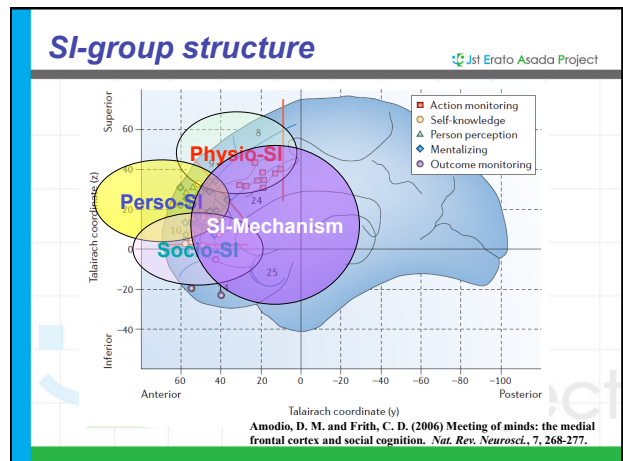 SI-group structure
Jst Erato Asada Project
Superior
Talairach coordinate (z)
Inferior
60
40
20
0
−20
−40
8
9
24
10
25
Physio-SI
Perso-SI
SI-Mechanism
Socio-SI
Action monitoring
Self-knowledge
Person perception
Mentalizing
Outcome monitoring
60 40 20 0 −20 −40 −60 −80 −100
Anterior Posterior
Talairach coordinate (y)
Amodio, D. M. and Frith, C. D. (2006) Meeting of minds: the medial
frontal cortex and social cognition. Nat. Rev. Neurosci., 7, 268-277.